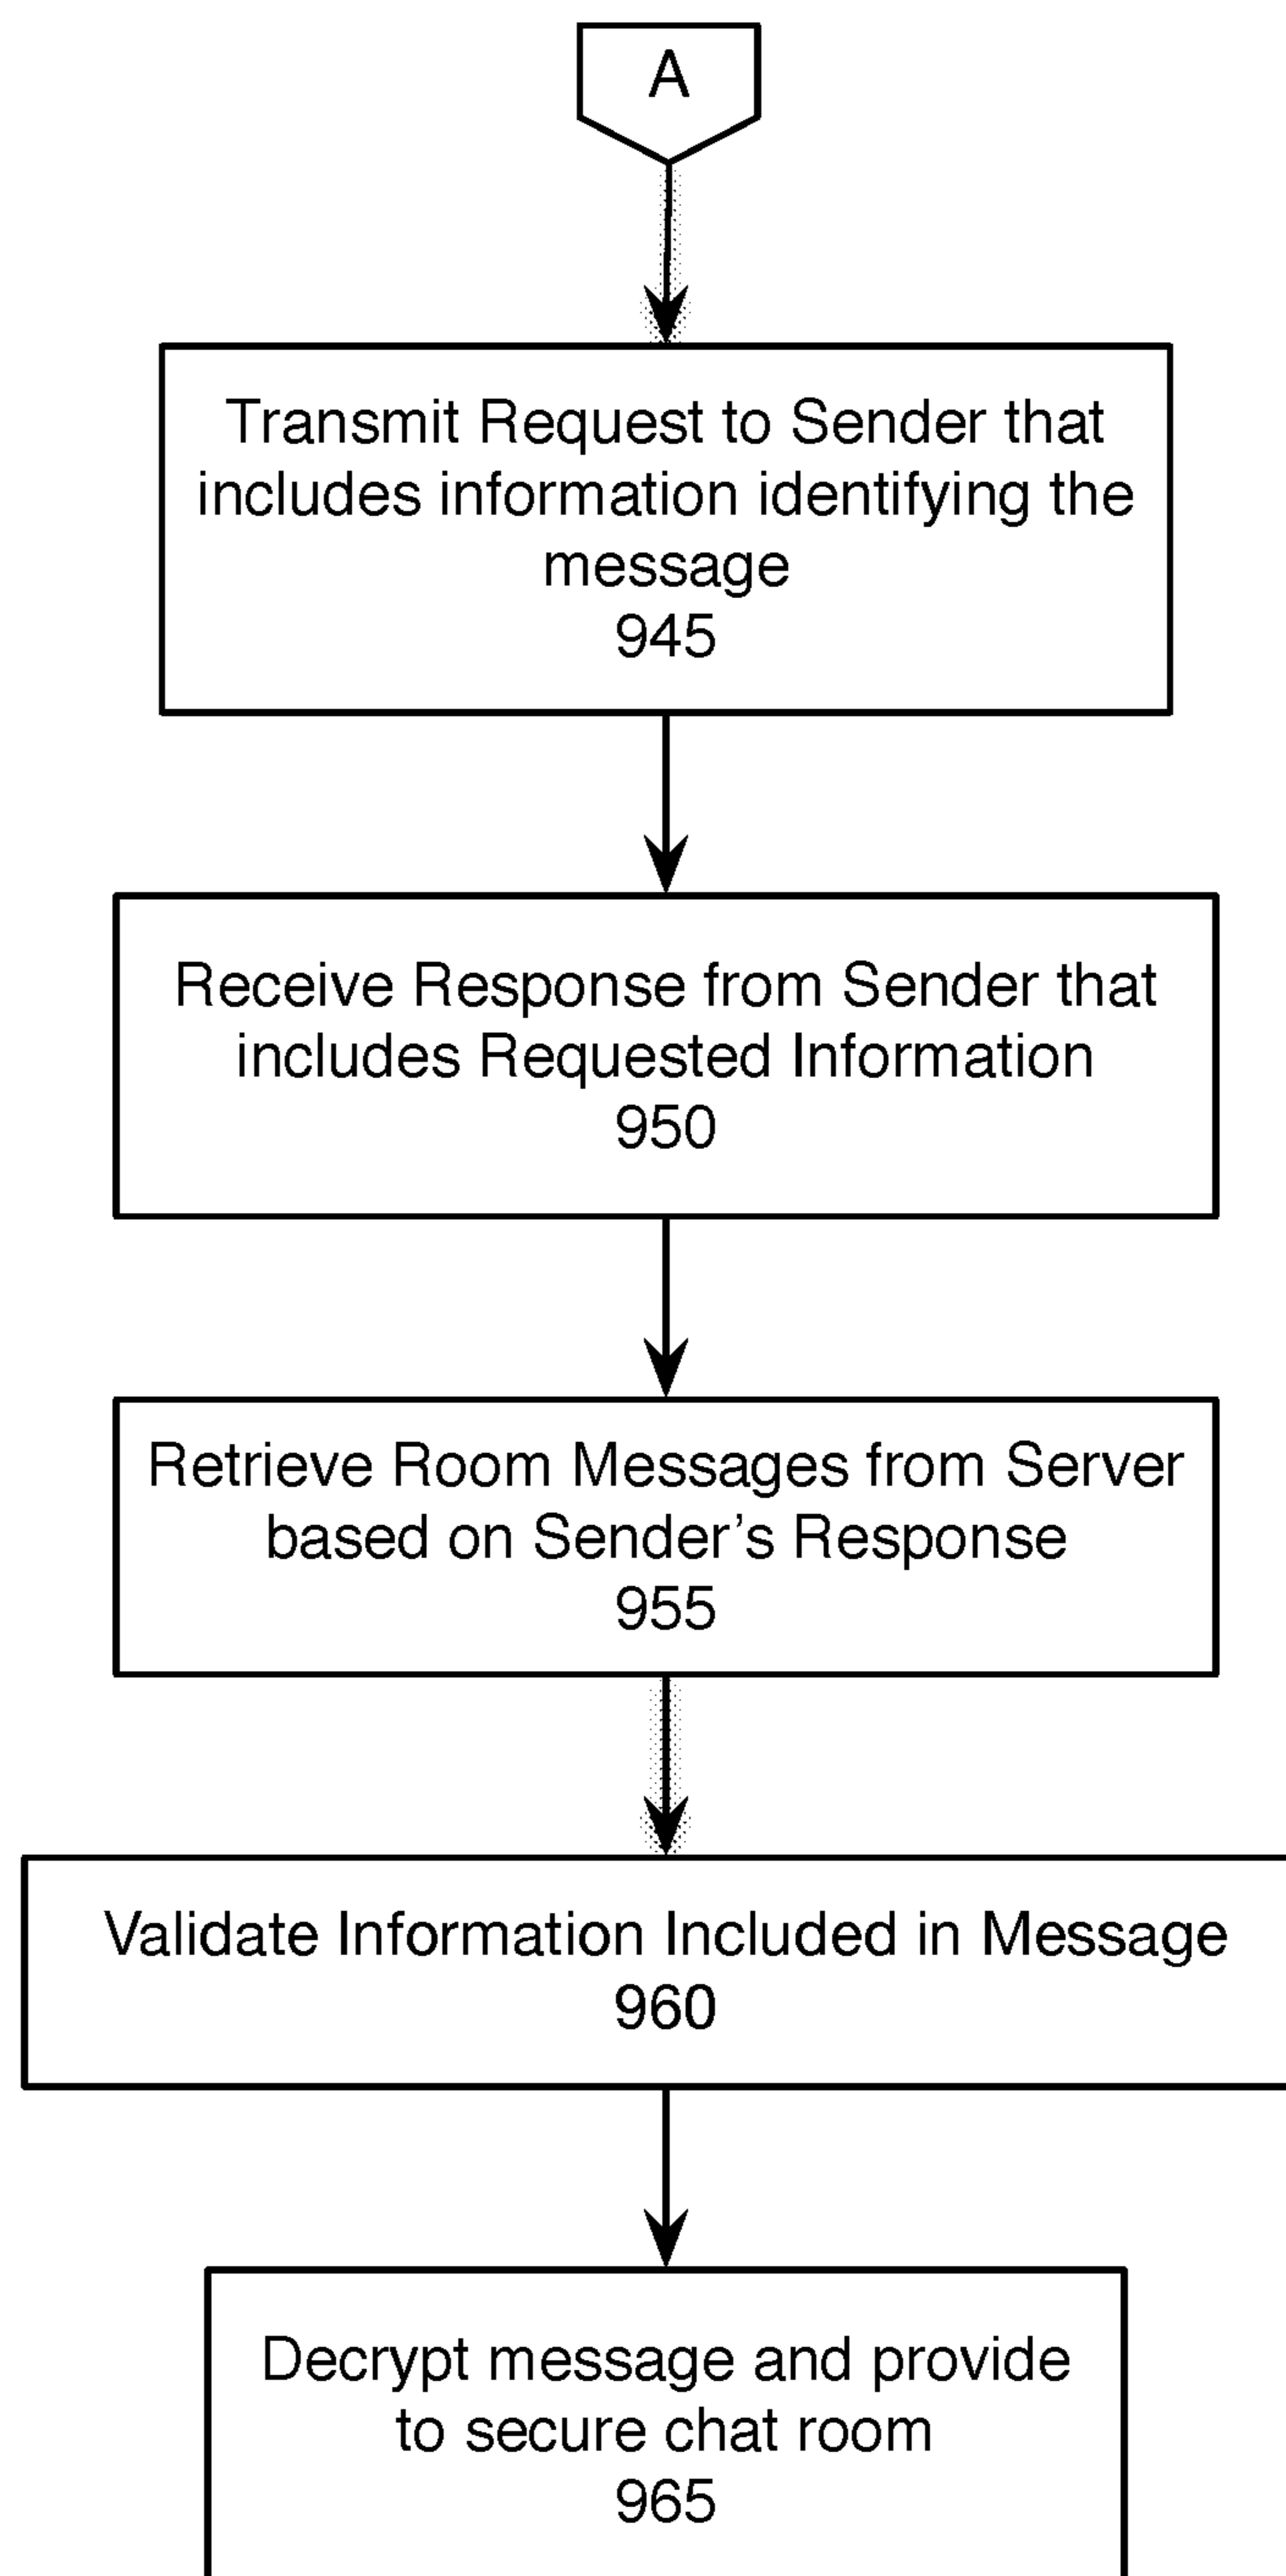 A
Transmit Request to Sender that
includes information identifying the
message
945
Receive Response from Sender that
includes Requested Information
950
Retrieve Room Messages from Server
based on Sender’s Response
955
Validate Information Included in Message
960
Decrypt message and provide
to secure chat room
965